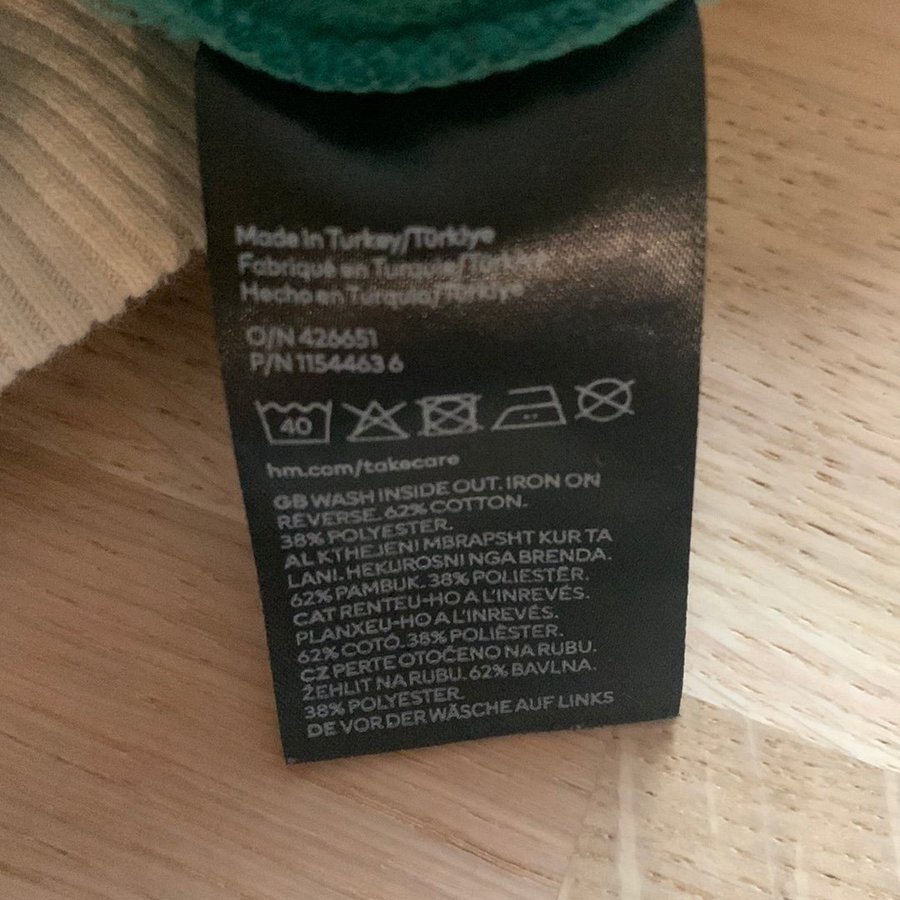 Made in Turkey/Türkiye
Fabriqué en Turquie/Türkiye
Hecho en Turquia/Türkiye
O/N 426651
P/N 1154463 6
40
hm.com/takecare
GB WASH INSIDE OUT. IRON ON
REVERSE. 62% COTTON.
38% POLYESTER.
AL KTHEJENI MBRAPSHT KUR TA
LANI. HEKUROSNI NGA BRENDA.
62% PAMBUK. 38% POLIESTËR.
CAT RENTEU-HO A L'INREVÉS.
PLANXEU-HO A L'INREVÉS.
62% COTÓ. 38% POLIÈSTER.
CZ PERTE OTOČENO NA RUBU.
ŽEHLIT NA RUBU. 62% BAVLNA.
38% POLYESTER.
DE VOR DER WÄSCHE AUF LINKS